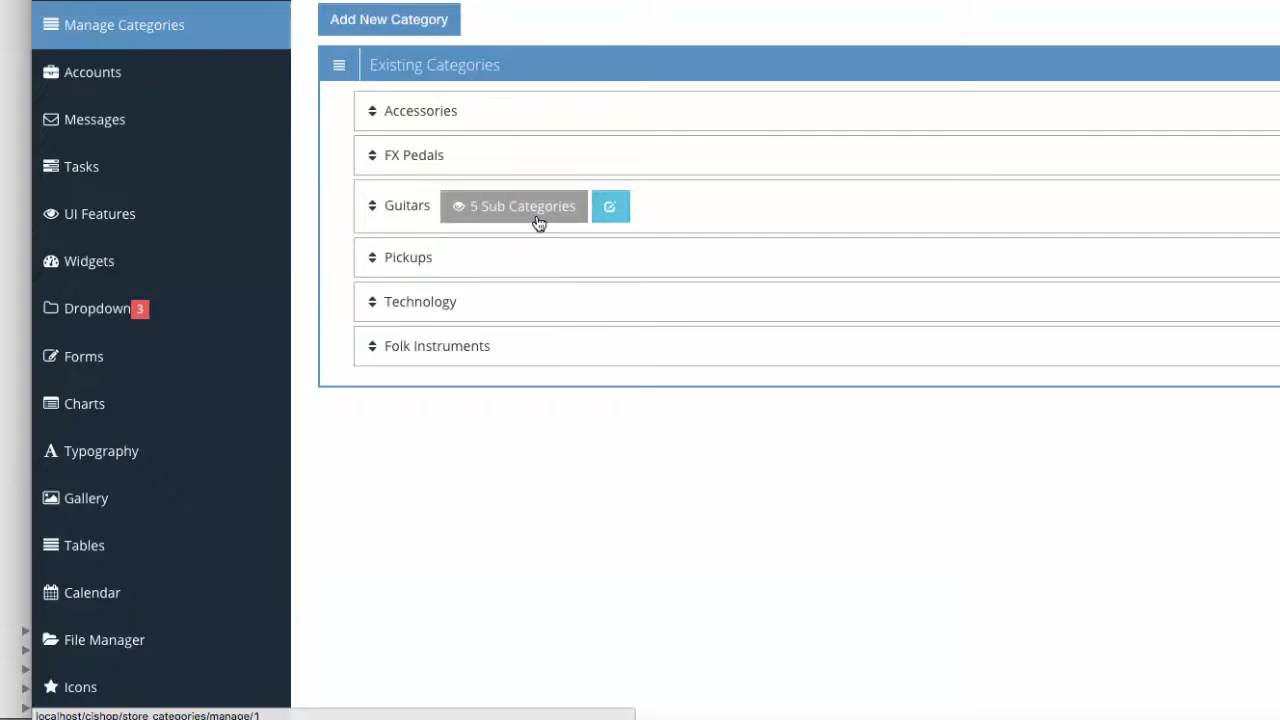 Manage Categories
Accounts
Messages
Tasks
UI Features
Widgets
Dropdown 3
Forms
Charts
Typography
Gallery
Tables
Calendar
File Manager
Icons
Add New Category
Existing Categories
Accessories
FX Pedals
Guitars 5 Sub Categories
Pickups
Technology
Folk Instruments
localhost/cishop/store_categories/manage/1